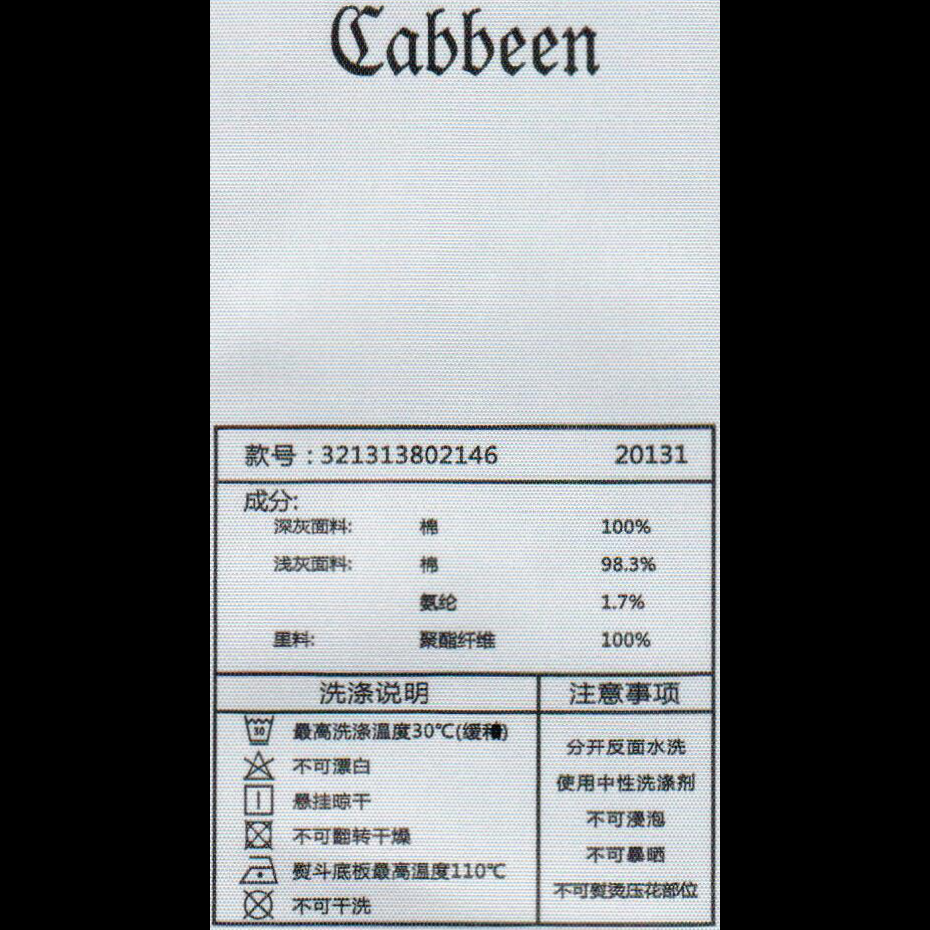 Cabbeen
款号：321313802146 20131
成分:
深灰面料: 棉 100%
浅灰面料: 棉 98.3%
氨纶 1.7%
里料: 聚酯纤维 100%
洗涤说明 注意事项
30 最高洗涤温度30℃(缓和)
不可漂白
悬挂晾干
不可翻转干燥
熨斗底板最高温度110℃
不可干洗
分开反面水洗
使用中性洗涤剂
不可浸泡
不可暴晒
不可熨烫压花部位